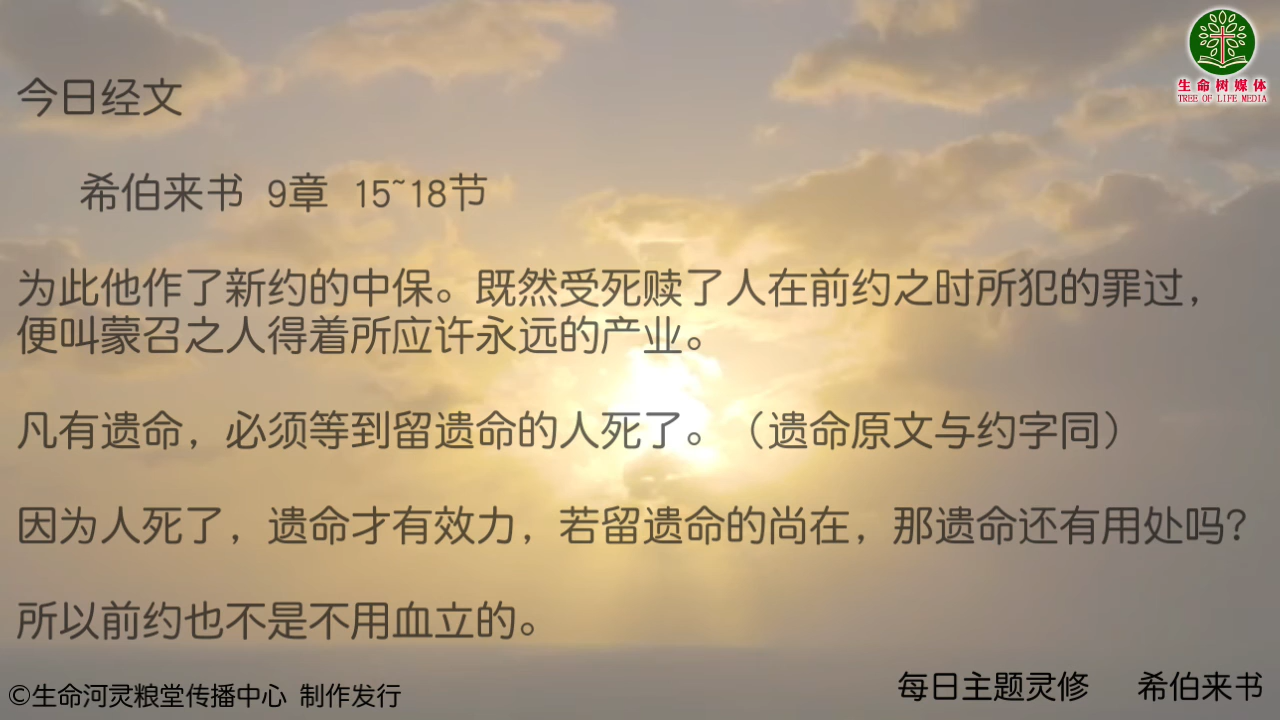 生命树媒体
TREE OF LIFE MEDIA
今日经文
希伯来书 9章 15~18节
为此他作了新约的中保。既然受死赎了人在前约之时所犯的罪过，
便叫蒙召之人得着所应许永远的产业。
凡有遗命，必须等到留遗命的人死了。（遗命原文与约字同）
因为人死了，遗命才有效力，若留遗命的尚在，那遗命还有用处吗？
所以前约也不是不用血立的。
©生命河灵粮堂传播中心 制作发行
每日主题灵修 希伯来书